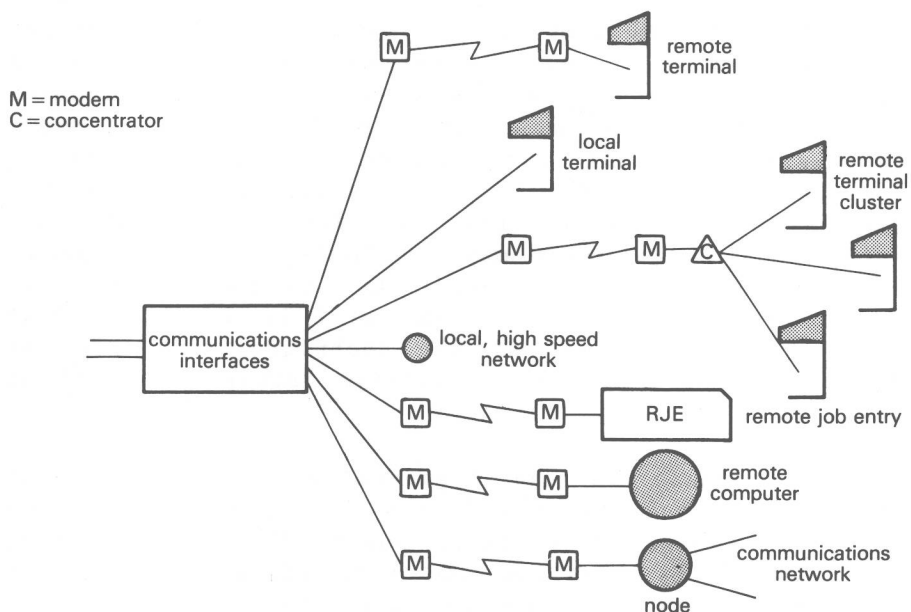 M
M
remote
terminal
M = modern
C = concentrator
local
terminal
remote
terminal
cluster
M
M
C
communications
interfaces
local, high speed
network
M
M
RJE
remote job entry
M
M
remote
computer
M
M
communications
network
node